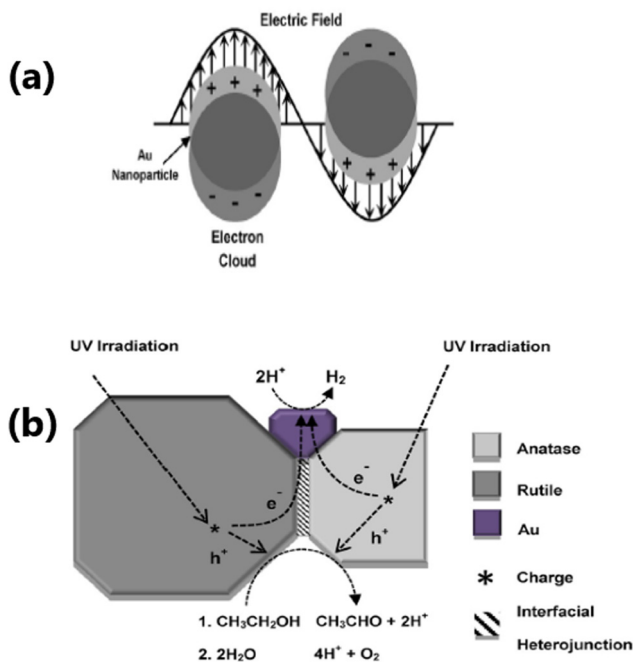 (a)
Electric Field
- - -
+ + +
Au
Nanoparticle
+ + +
- - -
Electron
Cloud
(b)
UV Irradiation
UV Irradiation
2H⁺ H₂
Anatase
Rutile
Au
e⁻
e⁻
*
*
h⁺
h⁺
* Charge
Interfacial
Heterojunction
1. CH₃CH₂OH CH₃CHO + 2H⁺
2. 2H₂O 4H⁺ + O₂